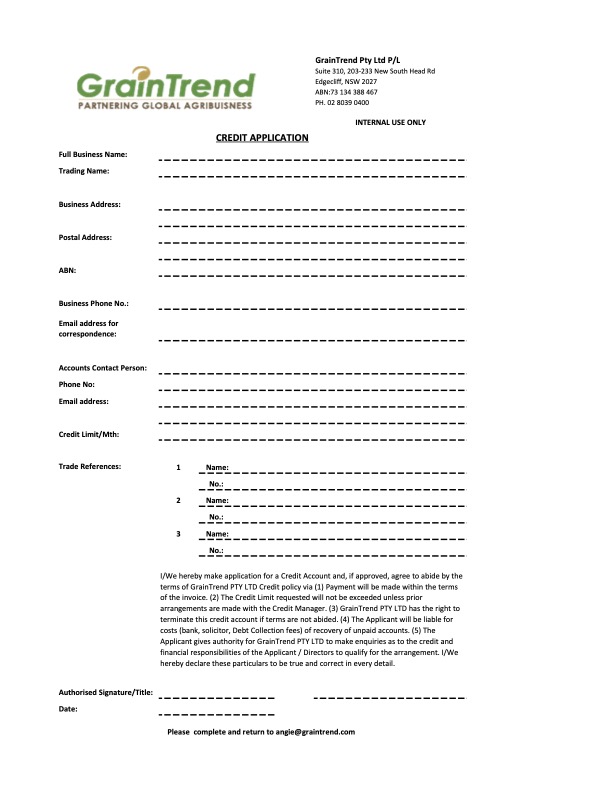 GrainTrend
PARTNERING GLOBAL AGRIBUISNESS
GrainTrend Pty Ltd P/L
Suite 310, 203-233 New South Head Rd
Edgecliff, NSW 2027
ABN:73 134 388 467
PH. 02 8039 0400
INTERNAL USE ONLY
CREDIT APPLICATION
Full Business Name:
Trading Name:
Business Address:
Postal Address:
ABN:
Business Phone No.:
Email address for
correspondence:
Accounts Contact Person:
Phone No:
Email address:
Credit Limit/Mth:
Trade References: 1 Name:
No.:
2 Name:
No.:
3 Name:
No.:
I/We hereby make application for a Credit Account and, if approved, agree to abide by the
terms of GrainTrend PTY LTD Credit policy via (1) Payment will be made within the terms
of the invoice. (2) The Credit Limit requested will not be exceeded unless prior
arrangements are made with the Credit Manager. (3) GrainTrend PTY LTD has the right to
terminate this credit account if terms are not abided. (4) The Applicant will be liable for
costs (bank, solicitor, Debt Collection fees) of recovery of unpaid accounts. (5) The
Applicant gives authority for GrainTrend PTY LTD to make enquiries as to the credit and
financial responsibilities of the Applicant / Directors to qualify for the arrangement. I/We
hereby declare these particulars to be true and correct in every detail.
Authorised Signature/Title:
Date:
Please complete and return to angie@graintrend.com